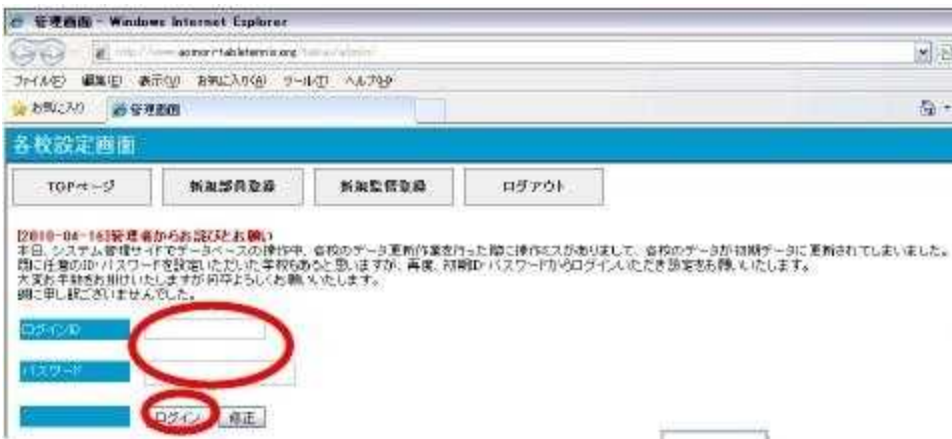 管理画面 - Windows Internet Explorer
ファイル(F) 編集(E) 表示(V) お気に入り(A) ツール(T) ヘルプ(H)
お気に入り 管理画面
各校設定画面
TOPページ 新規部員登録 新規監督登録 ログアウト
[2010-04-16]管理者からお詫びとお願い
本日、システム管理サイドでデータベースの操作中、各校のデータ更新作業を行った際に操作ミスがありまして、各校のデータが初期データに更新されてしまいました。
既に任意のID・パスワードを設定いただいた学校もあると思いますが、再度、初期ID・パスワードからログインいただき設定をお願いいたします。
大変お手数をお掛けいたしますが何卒よろしくお願いいたします。
誠に申し訳ございませんでした。
ログインID
パスワード
ログイン 修正